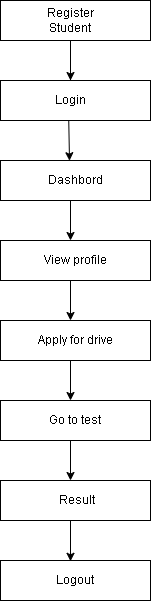 Register
Student
Login
Dashbord
View profile
Apply for drive
Go to test
Result
Logout